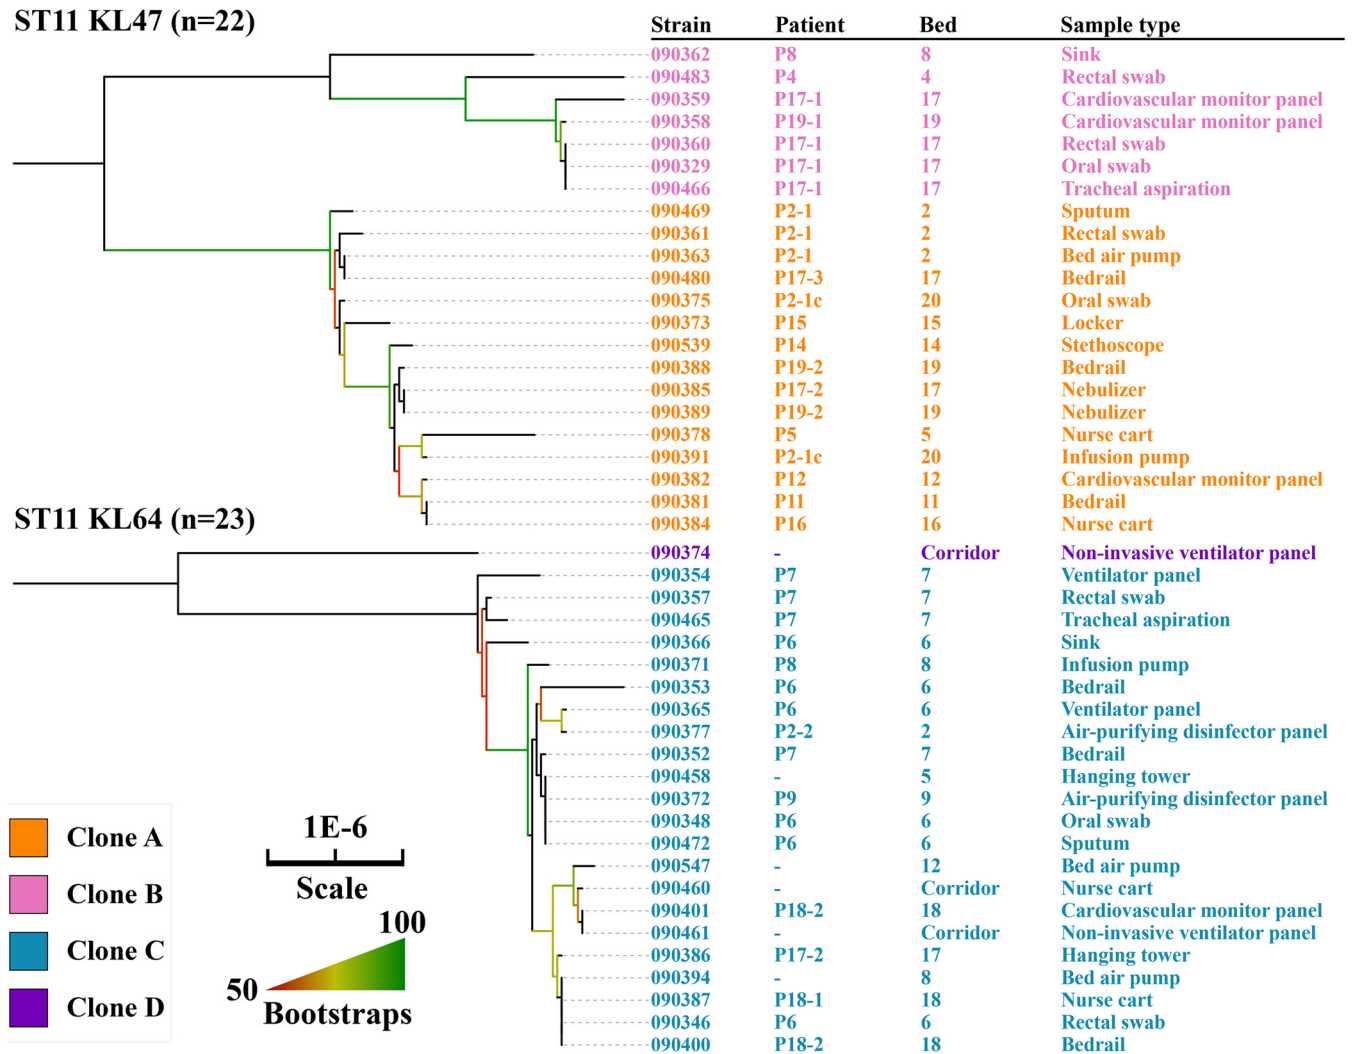 ST11 KL47 (n=22)
Strain Patient Bed Sample type
090362 P8 8 Sink
090483 P4 4 Rectal swab
090359 P17-1 17 Cardiovascular monitor panel
090358 P19-1 19 Cardiovascular monitor panel
090360 P17-1 17 Rectal swab
090329 P17-1 17 Oral swab
090466 P17-1 17 Tracheal aspiration
090469 P2-1 2 Sputum
090361 P2-1 2 Rectal swab
090363 P2-1 2 Bed air pump
090480 P17-3 17 Bedrail
090375 P2-1c 20 Oral swab
090373 P15 15 Locker
090539 P14 14 Stethoscope
090388 P19-2 19 Bedrail
090385 P17-2 17 Nebulizer
090389 P19-2 19 Nebulizer
090378 P5 5 Nurse cart
090391 P2-1c 20 Infusion pump
090382 P12 12 Cardiovascular monitor panel
090381 P11 11 Bedrail
090384 P16 16 Nurse cart
ST11 KL64 (n=23)
090374 - Corridor Non-invasive ventilator panel
090354 P7 7 Ventilator panel
090357 P7 7 Rectal swab
090465 P7 7 Tracheal aspiration
090366 P6 6 Sink
090371 P8 8 Infusion pump
090353 P6 6 Bedrail
090365 P6 6 Ventilator panel
090377 P2-2 2 Air-purifying disinfector panel
090352 P7 7 Bedrail
090458 - 5 Hanging tower
090372 P9 9 Air-purifying disinfector panel
090348 P6 6 Oral swab
090472 P6 6 Sputum
090547 - 12 Bed air pump
090460 - Corridor Nurse cart
090401 P18-2 18 Cardiovascular monitor panel
090461 - Corridor Non-invasive ventilator panel
090386 P17-2 17 Hanging tower
090394 - 8 Bed air pump
090387 P18-1 18 Nurse cart
090346 P6 6 Rectal swab
090400 P18-2 18 Bedrail
Clone A
Clone B
Clone C
Clone D
1E-6
Scale
100
50
Bootstraps